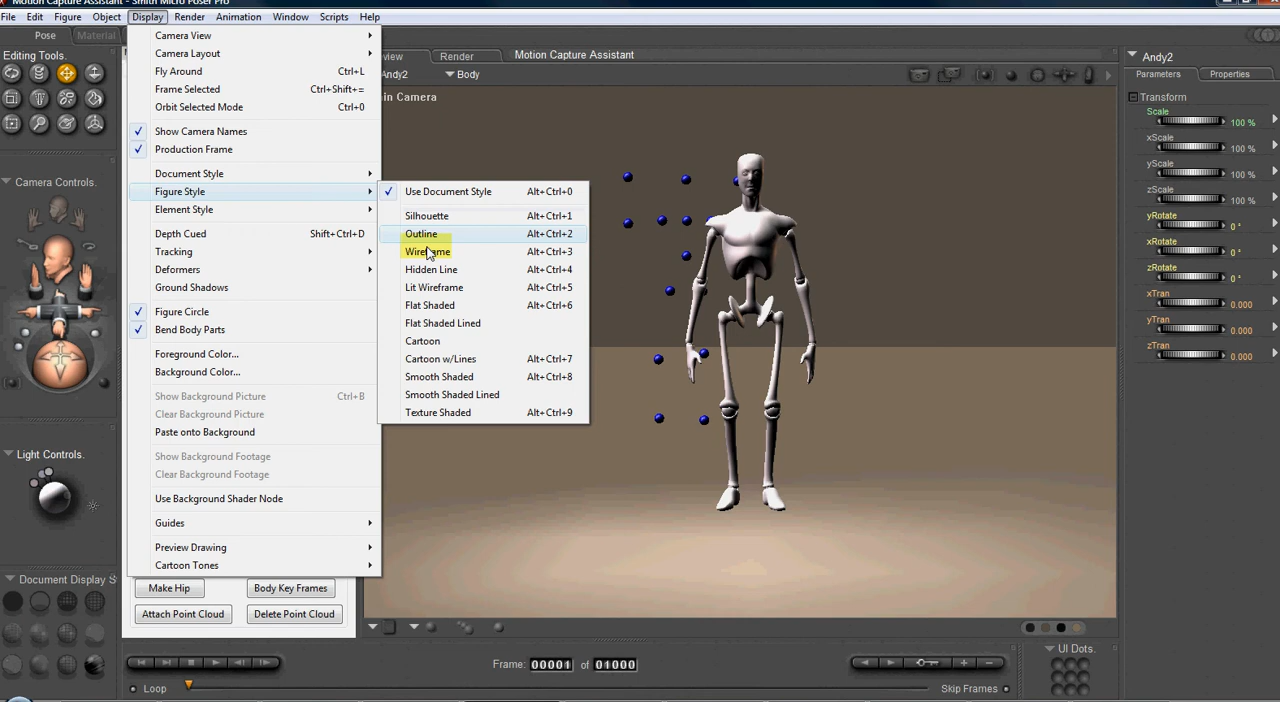 Motion Capture Assistant - Smith Micro Poser Pro
File Edit Figure Object Display Render Animation Window Scripts Help
Pose Material
Render Motion Capture Assistant
Editing Tools.
Andy2 Body
Andy2
Parameters Properties
in Camera
Transform
Scale 100 %
xScale 100 %
yScale 100 %
zScale 100 %
yRotate 0 °
xRotate 0 °
zRotate 0 °
xTran 0.000
yTran 0.000
zTran 0.000
Camera Controls.
Light Controls.
Document Display S
Camera View
Camera Layout
Fly Around Ctrl+L
Frame Selected Ctrl+Shift+=
Orbit Selected Mode Ctrl+0
Show Camera Names
Production Frame
Document Style
Figure Style
Element Style
Depth Cued Shift+Ctrl+D
Tracking
Deformers
Ground Shadows
Figure Circle
Bend Body Parts
Foreground Color...
Background Color...
Show Background Picture Ctrl+B
Clear Background Picture
Paste onto Background
Show Background Footage
Clear Background Footage
Use Background Shader Node
Guides
Preview Drawing
Cartoon Tones
Use Document Style Alt+Ctrl+0
Silhouette Alt+Ctrl+1
Outline Alt+Ctrl+2
Wireframe Alt+Ctrl+3
Hidden Line Alt+Ctrl+4
Lit Wireframe Alt+Ctrl+5
Flat Shaded Alt+Ctrl+6
Flat Shaded Lined
Cartoon
Cartoon w/Lines Alt+Ctrl+7
Smooth Shaded Alt+Ctrl+8
Smooth Shaded Lined
Texture Shaded Alt+Ctrl+9
Make Hip Body Key Frames
Attach Point Cloud Delete Point Cloud
Frame: 00001 of 01000
Loop
Skip Frames
UI Dots.